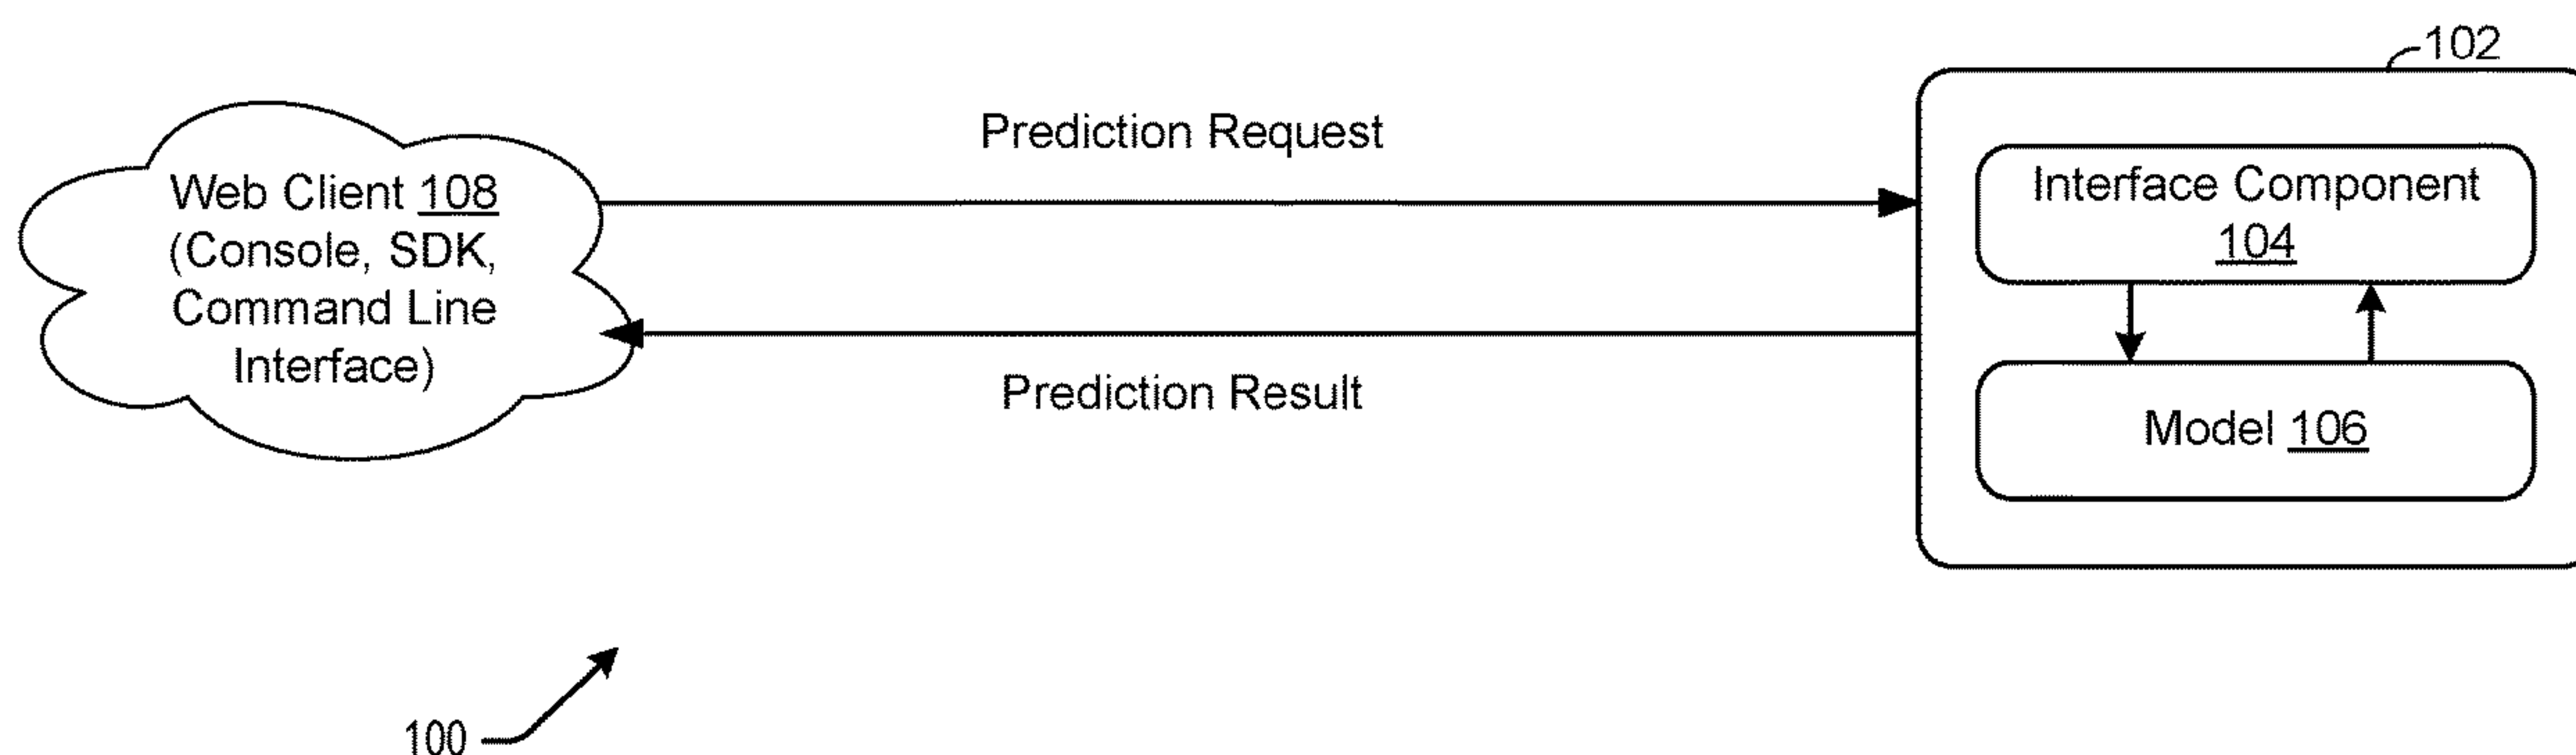 102
Prediction Request
Web Client 108
(Console, SDK,
Command Line
Interface)
Interface Component
104
Prediction Result
Model 106
100